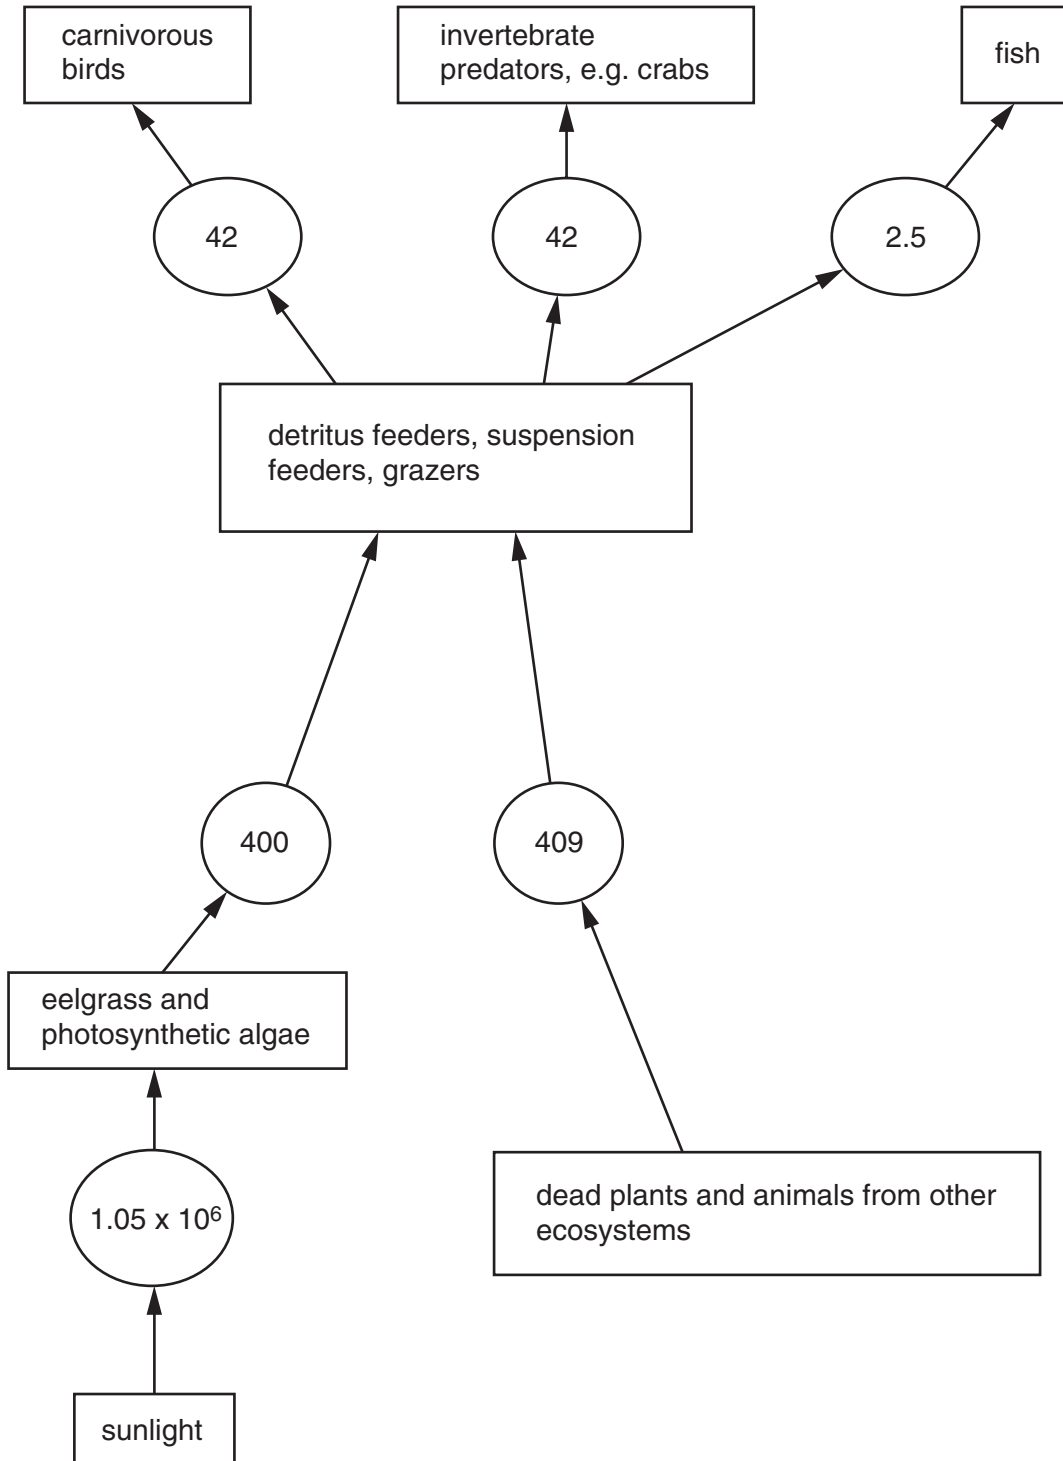 carnivorous
birds
invertebrate
predators, e.g. crabs
fish
42
42
2.5
detritus feeders, suspension
feeders, grazers
400
409
eelgrass and
photosynthetic algae
1.05 x 10⁶
dead plants and animals from other
ecosystems
sunlight